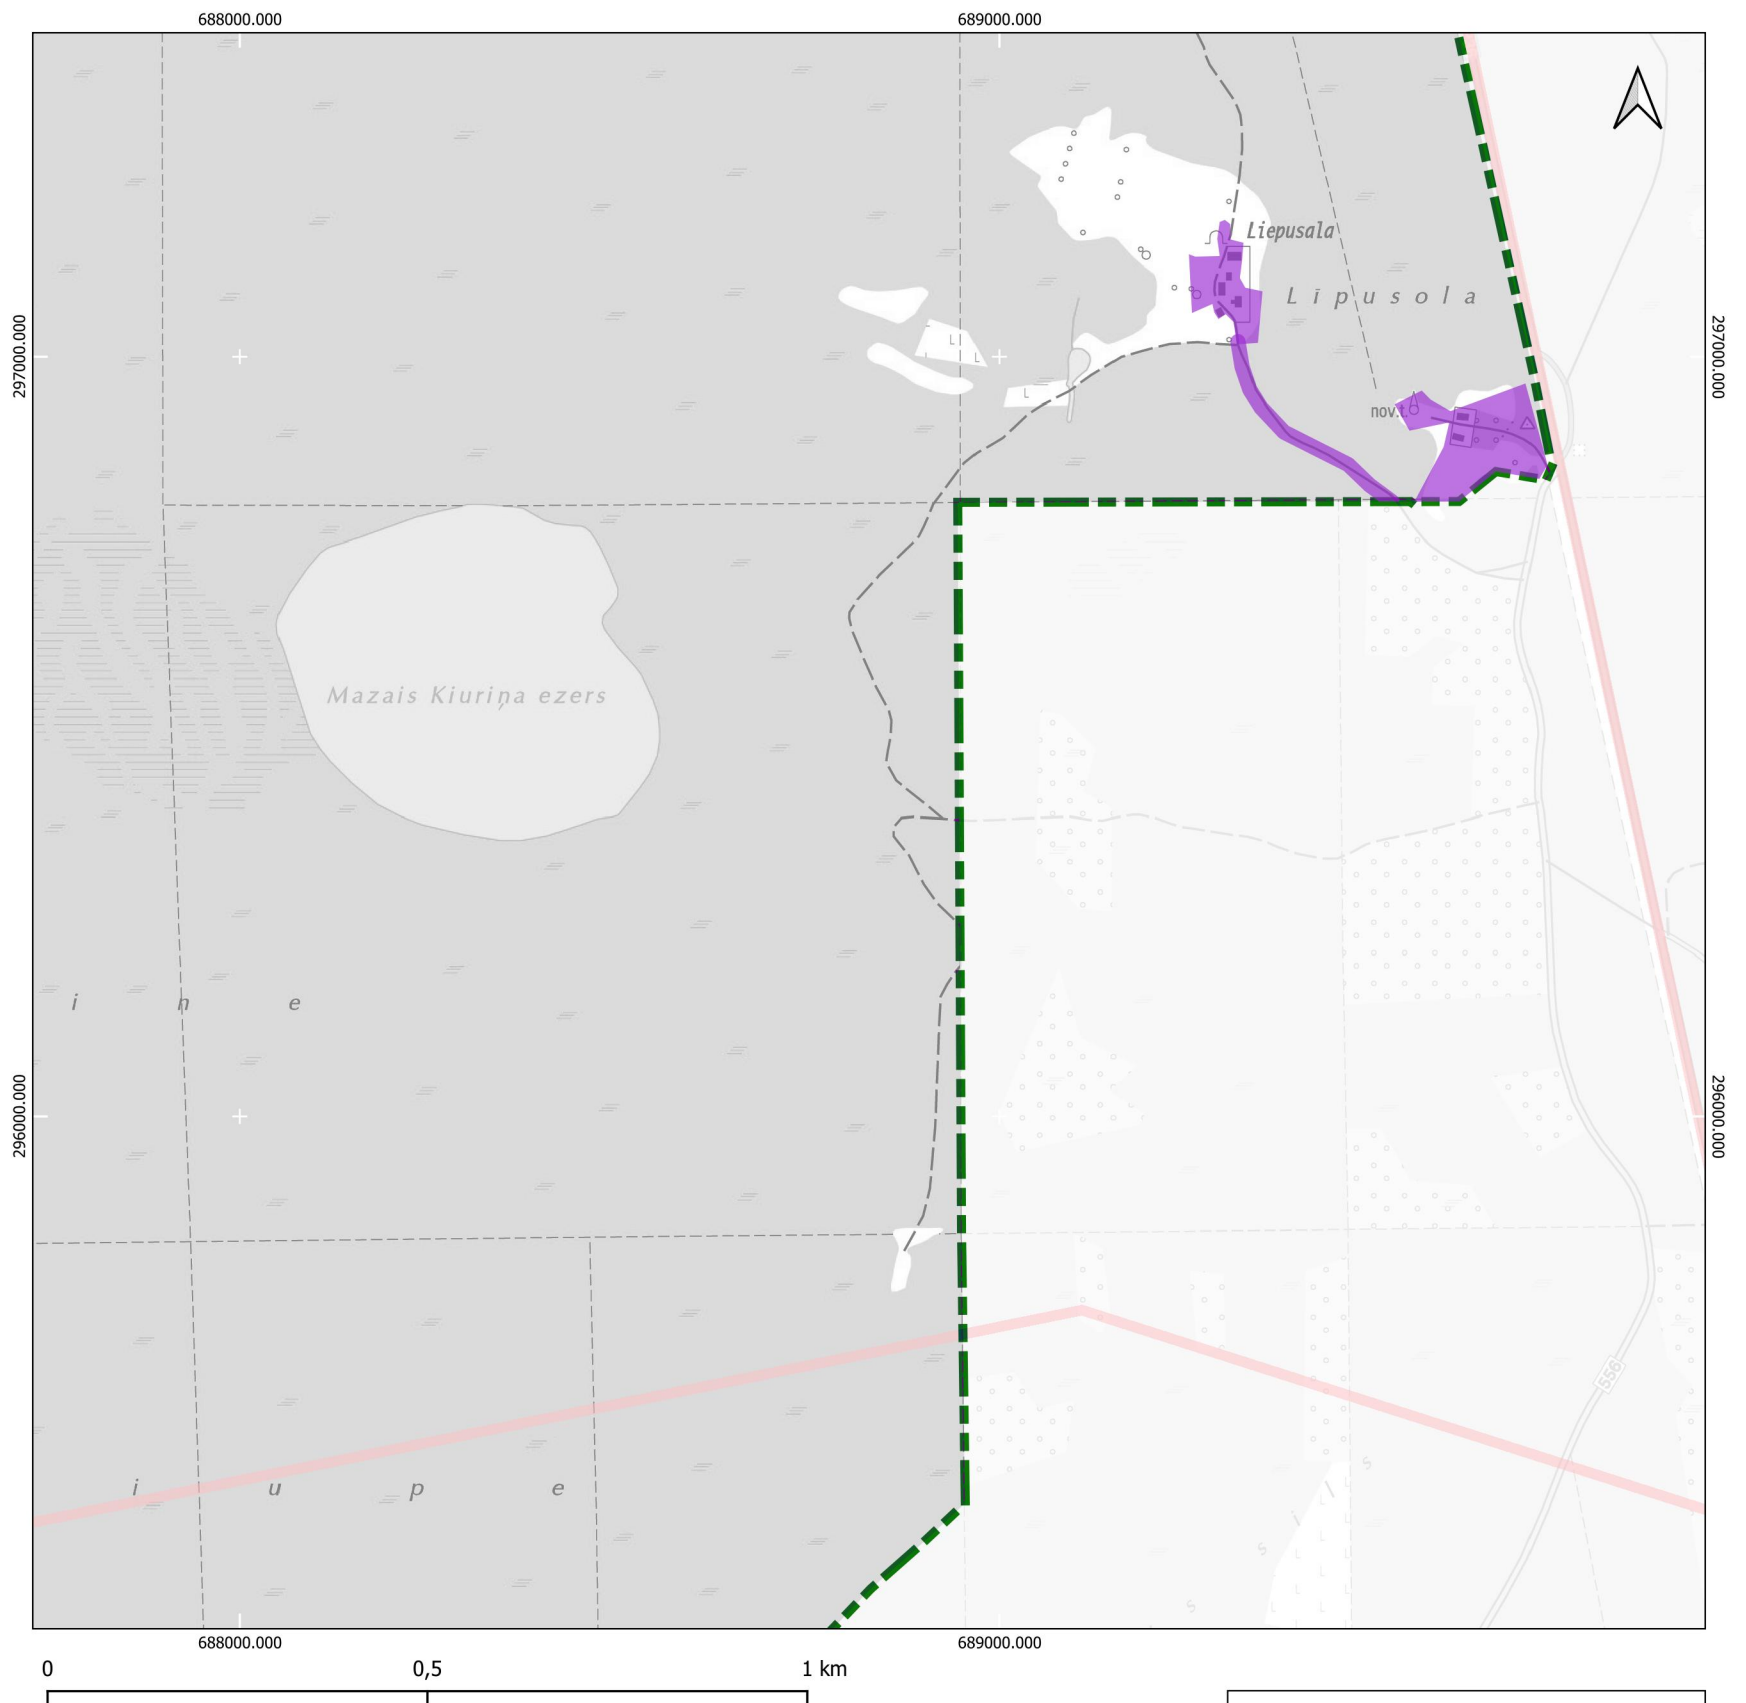 688000.000 689000.000
Liepusala
Līpusola
297000.000 297000.000
nov.t.
Mazais Kiuriņa ezers
i n e
296000.000 296000.000
556
i u p e
s i l s
688000.000 689000.000
0 0,5 1 km